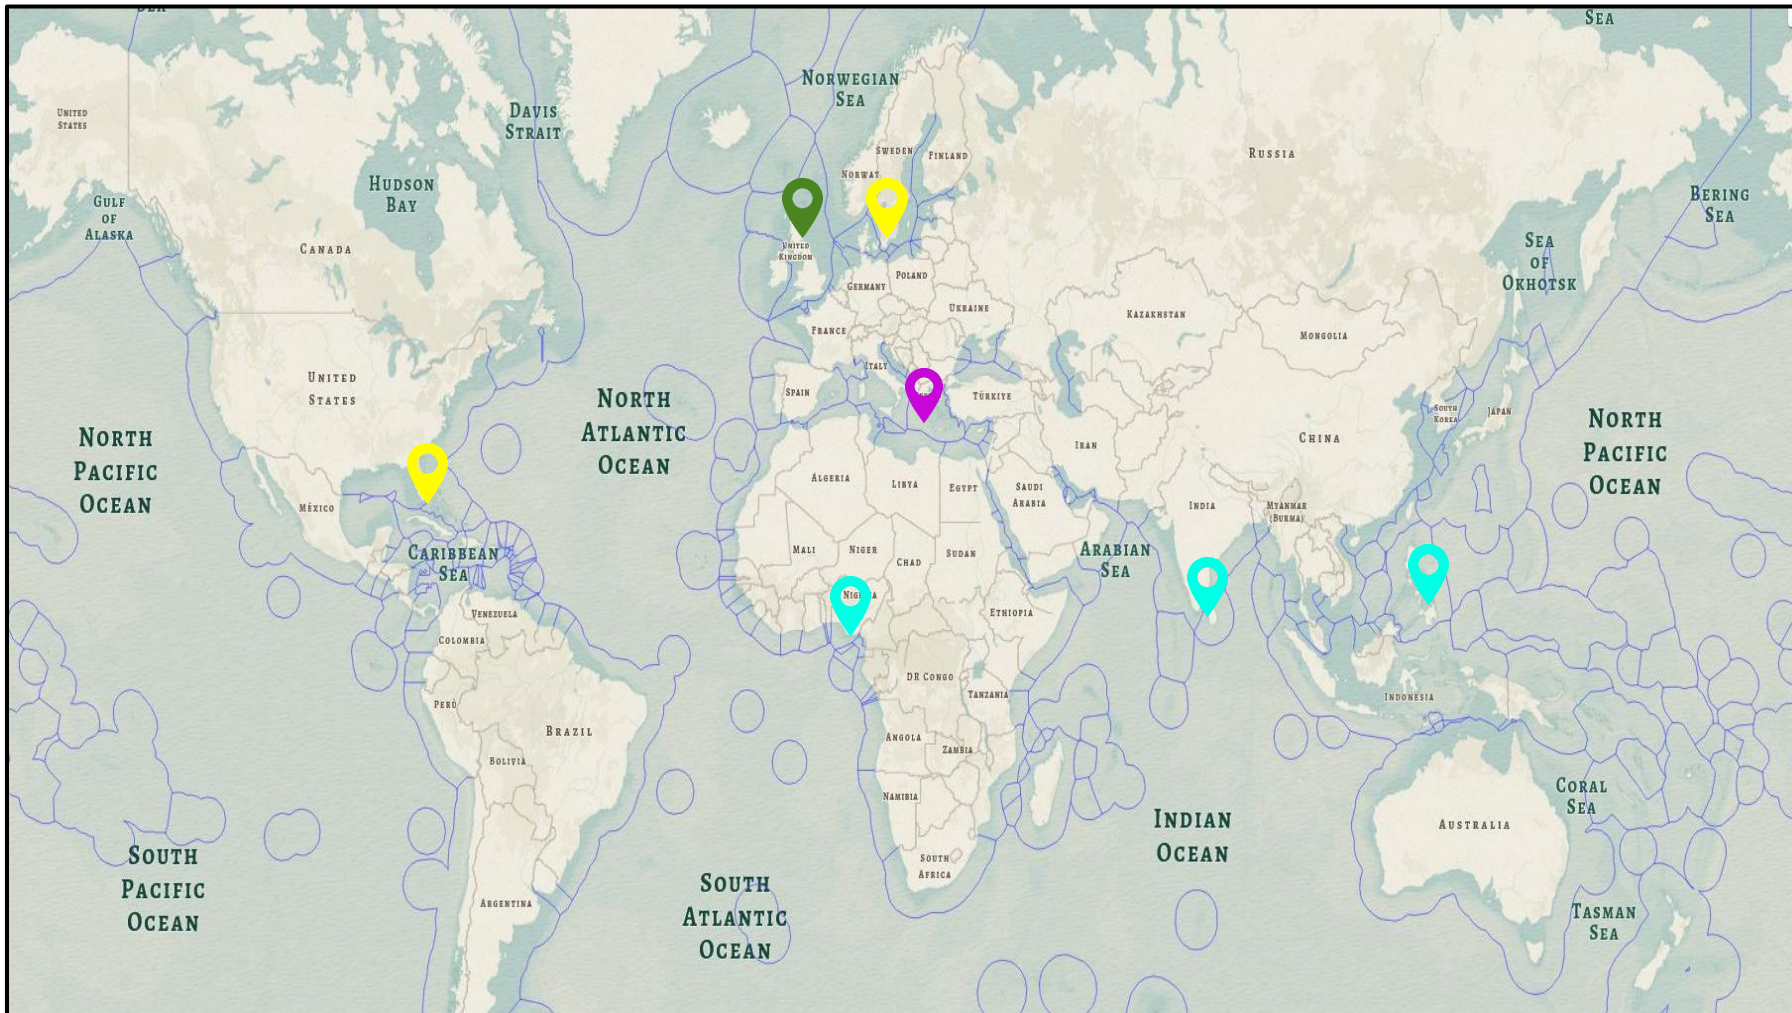 SEA
SEA
NORWEGIAN
SEA
DAVIS
STRAIT
UNITED
STATES
SWEDEN
FINLAND
NORWAY
RUSSIA
HUDSON
BAY
GULF
OF
ALASKA
BERING
SEA
CANADA
UNITED
KINGDOM
SEA
OF
OKHOTSK
POLAND
GERMANY
UKRAINE
KAZAKHSTAN
FRANCE
MONGOLIA
ITALY
UNITED
STATES
SPAIN
TÜRKIYE
NORTH
ATLANTIC
OCEAN
SOUTH
KOREA
JAPAN
NORTH
PACIFIC
OCEAN
NORTH
PACIFIC
OCEAN
IRAN
CHINA
ALGERIA
LIBYA
EGYPT
SAUDI
ARABIA
MÉXICO
INDIA
MYANMAR
(BURMA)
CARIBBEAN
SEA
MALI
NIGER
CHAD
SUDAN
ARABIAN
SEA
NIGERIA
VENEZUELA
ETHIOPIA
COLOMBIA
DR CONGO
TANZANIA
INDONESIA
PERÚ
BRAZIL
ANGOLA
ZAMBIA
BOLIVIA
NAMIBIA
CORAL
SEA
INDIAN
OCEAN
AUSTRALIA
SOUTH
PACIFIC
OCEAN
SOUTH
AFRICA
SOUTH
ATLANTIC
OCEAN
ARGENTINA
TASMAN
SEA